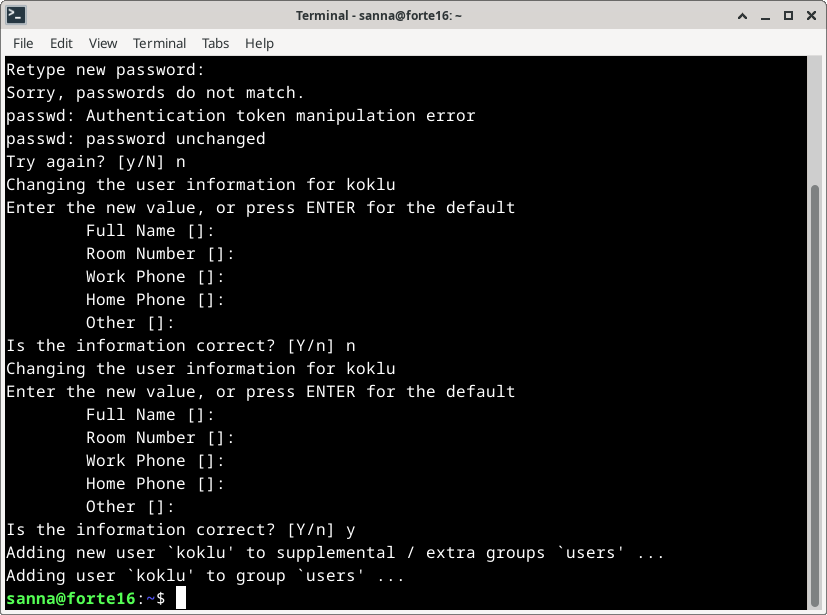 Terminal - sanna@forte16: ~
File Edit View Terminal Tabs Help
Retype new password:
Sorry, passwords do not match.
passwd: Authentication token manipulation error
passwd: password unchanged
Try again? [y/N] n
Changing the user information for koklu
Enter the new value, or press ENTER for the default
        Full Name []:
        Room Number []:
        Work Phone []:
        Home Phone []:
        Other []:
Is the information correct? [Y/n] n
Changing the user information for koklu
Enter the new value, or press ENTER for the default
        Full Name []:
        Room Number []:
        Work Phone []:
        Home Phone []:
        Other []:
Is the information correct? [Y/n] y
Adding new user `koklu' to supplemental / extra groups `users' ...
Adding user `koklu' to group `users' ...
sanna@forte16:~$